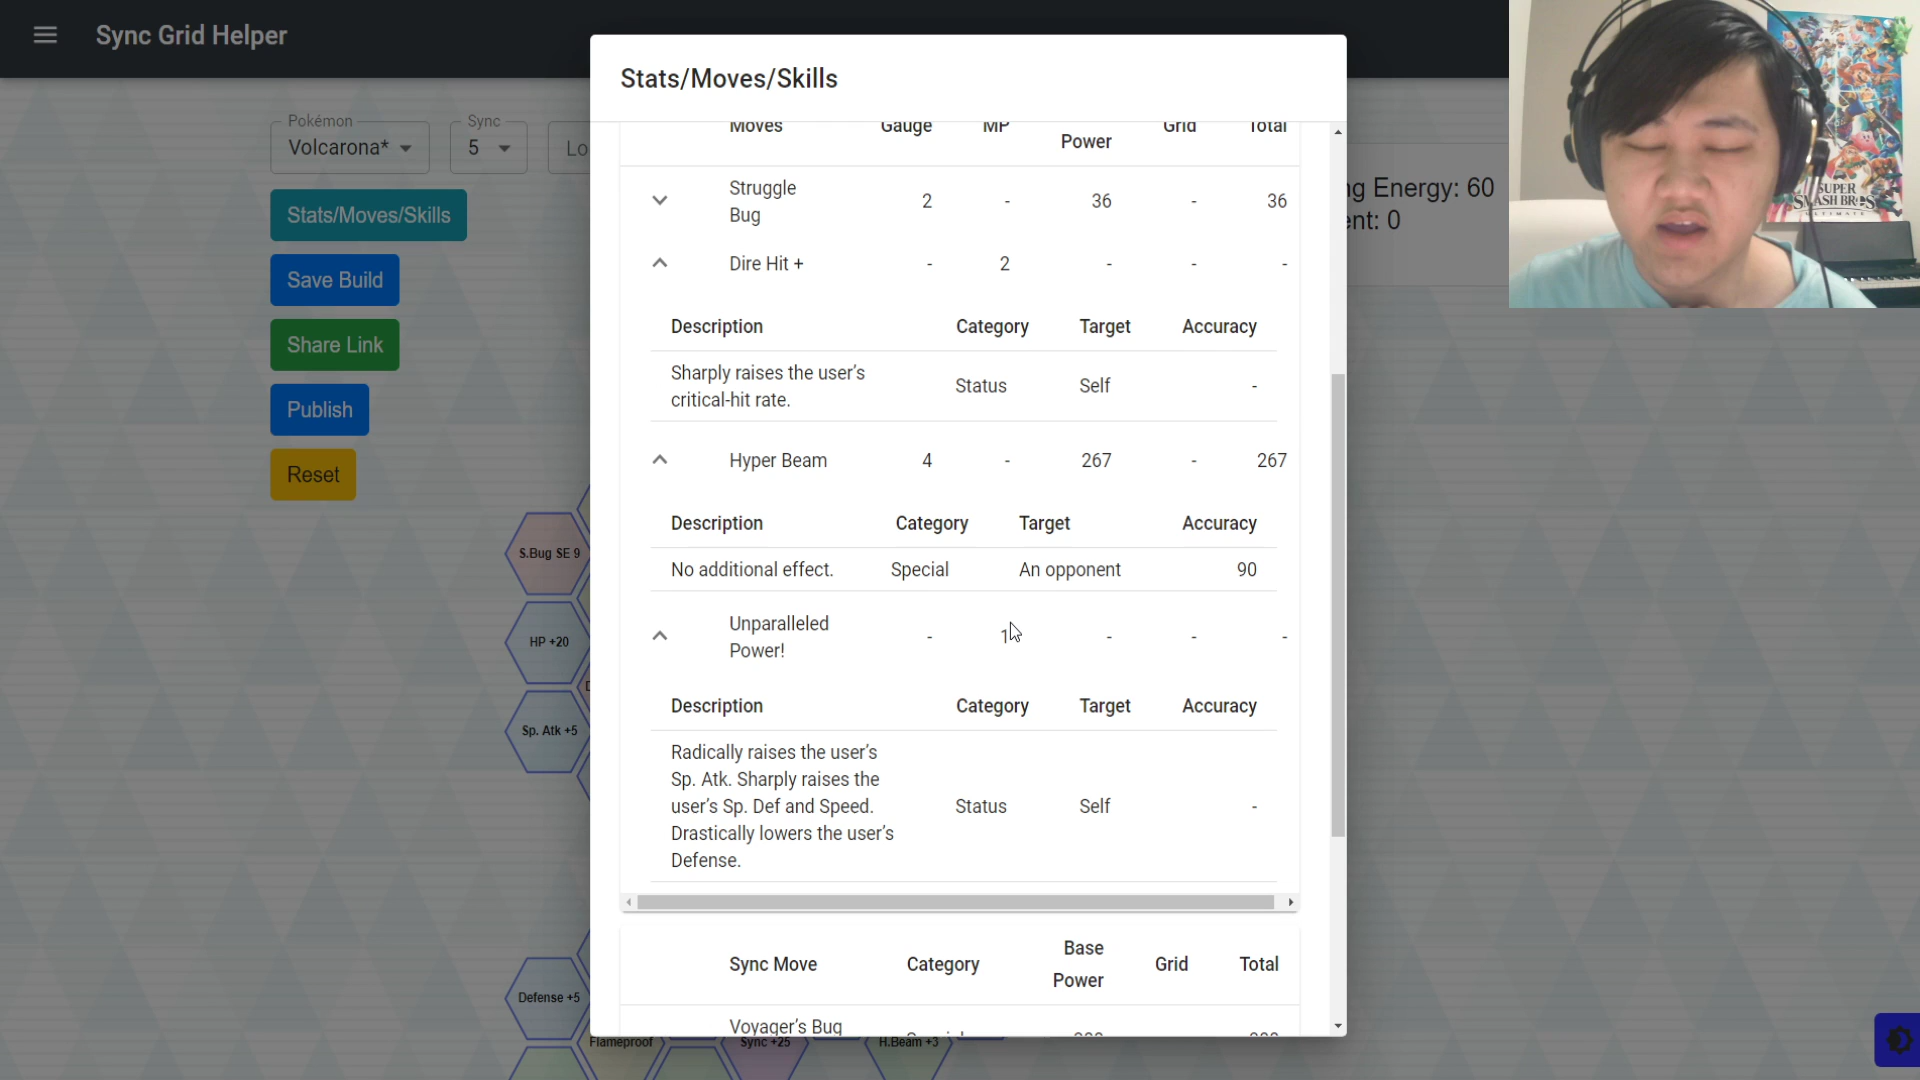 Sync Grid Helper
Stats/Moves/Skills
Pokémon
Volcarona*
Sync
5
Lo
Stats/Moves/Skills
Save Build
Share Link
Publish
Reset
ng Energy: 60
ent: 0
Moves Gauge MP Power Grid Total
Struggle Bug 2 - 36 - 36
Dire Hit + - 2 - - -
Description Category Target Accuracy
Sharply raises the user's
critical-hit rate.
Status Self -
Hyper Beam 4 - 267 - 267
Description Category Target Accuracy
No additional effect. Special An opponent 90
Unparalleled
Power!
- 1 - - -
Description Category Target Accuracy
Radically raises the user's
Sp. Atk. Sharply raises the
user's Sp. Def and Speed.
Drastically lowers the user's
Defense.
Status Self -
Sync Move Category Base Power Grid Total
Voyager's Bug
S.Bug SE 9
HP +20
Sp. Atk +5
Defense +5
Flameproof
Sync +25
H.Beam +3
SUPER
SMASH BROS
ULTIMATE